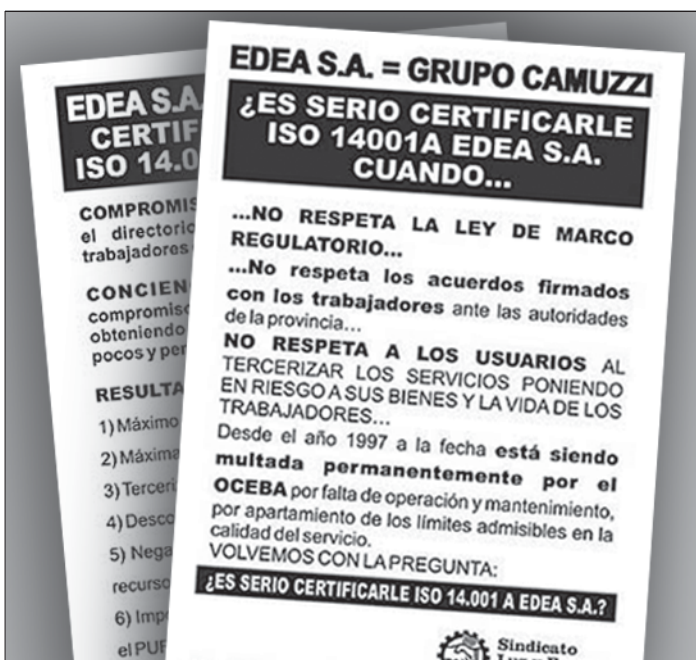 EDEA S.A. = GRUPO CAMUZZI
¿ES SERIO CERTIFICARLE
ISO 14001A EDEA S.A.
CUANDO...
...NO RESPETA LA LEY DE MARCO
REGULATORIO...
...No respeta los acuerdos firmados
con los trabajadores ante las autoridades
de la provincia...
NO RESPETA A LOS USUARIOS AL
TERCERIZAR LOS SERVICIOS PONIENDO
EN RIESGO A SUS BIENES Y LA VIDA DE LOS
TRABAJADORES...
Desde el año 1997 a la fecha está siendo
multada permanentemente por el
OCEBA por falta de operación y mantenimiento,
por apartamiento de los límites admisibles en la
calidad del servicio.
VOLVEMOS CON LA PREGUNTA:
¿ES SERIO CERTIFICARLE ISO 14.001 A EDEA S.A.?
Sindicato
EDEA S.A
CERTIF
ISO 14.0
COMPROMIS
el directorio
trabajadores
CONCIEN
compromiso
obteniendo
pocos y per
RESULTA
1) Máximo
2) Máxima
3) Terceri
4) Desco
5) Nega
recurso
6) Impo
el PUE